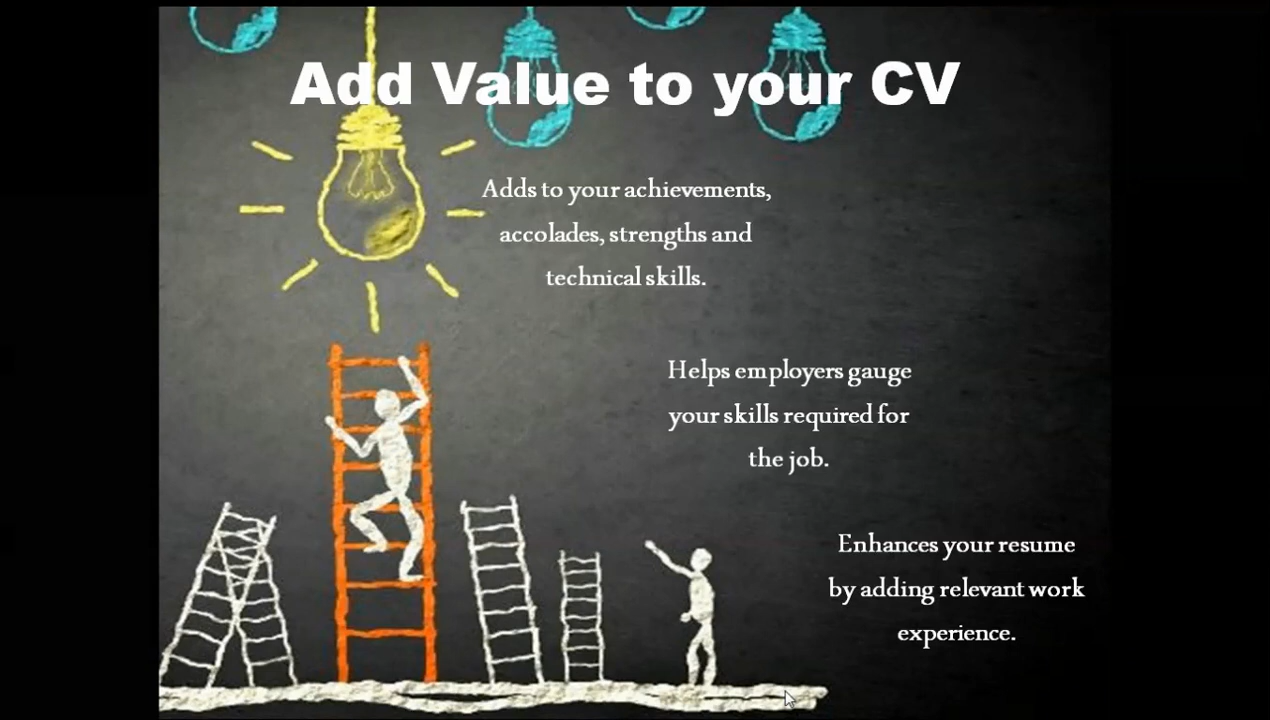 Add Value to your CV
Adds to your achievements,
accolades, strengths and
technical skills.
Helps employers gauge
your skills required for
the job.
Enhances your resume
by adding relevant work
experience.